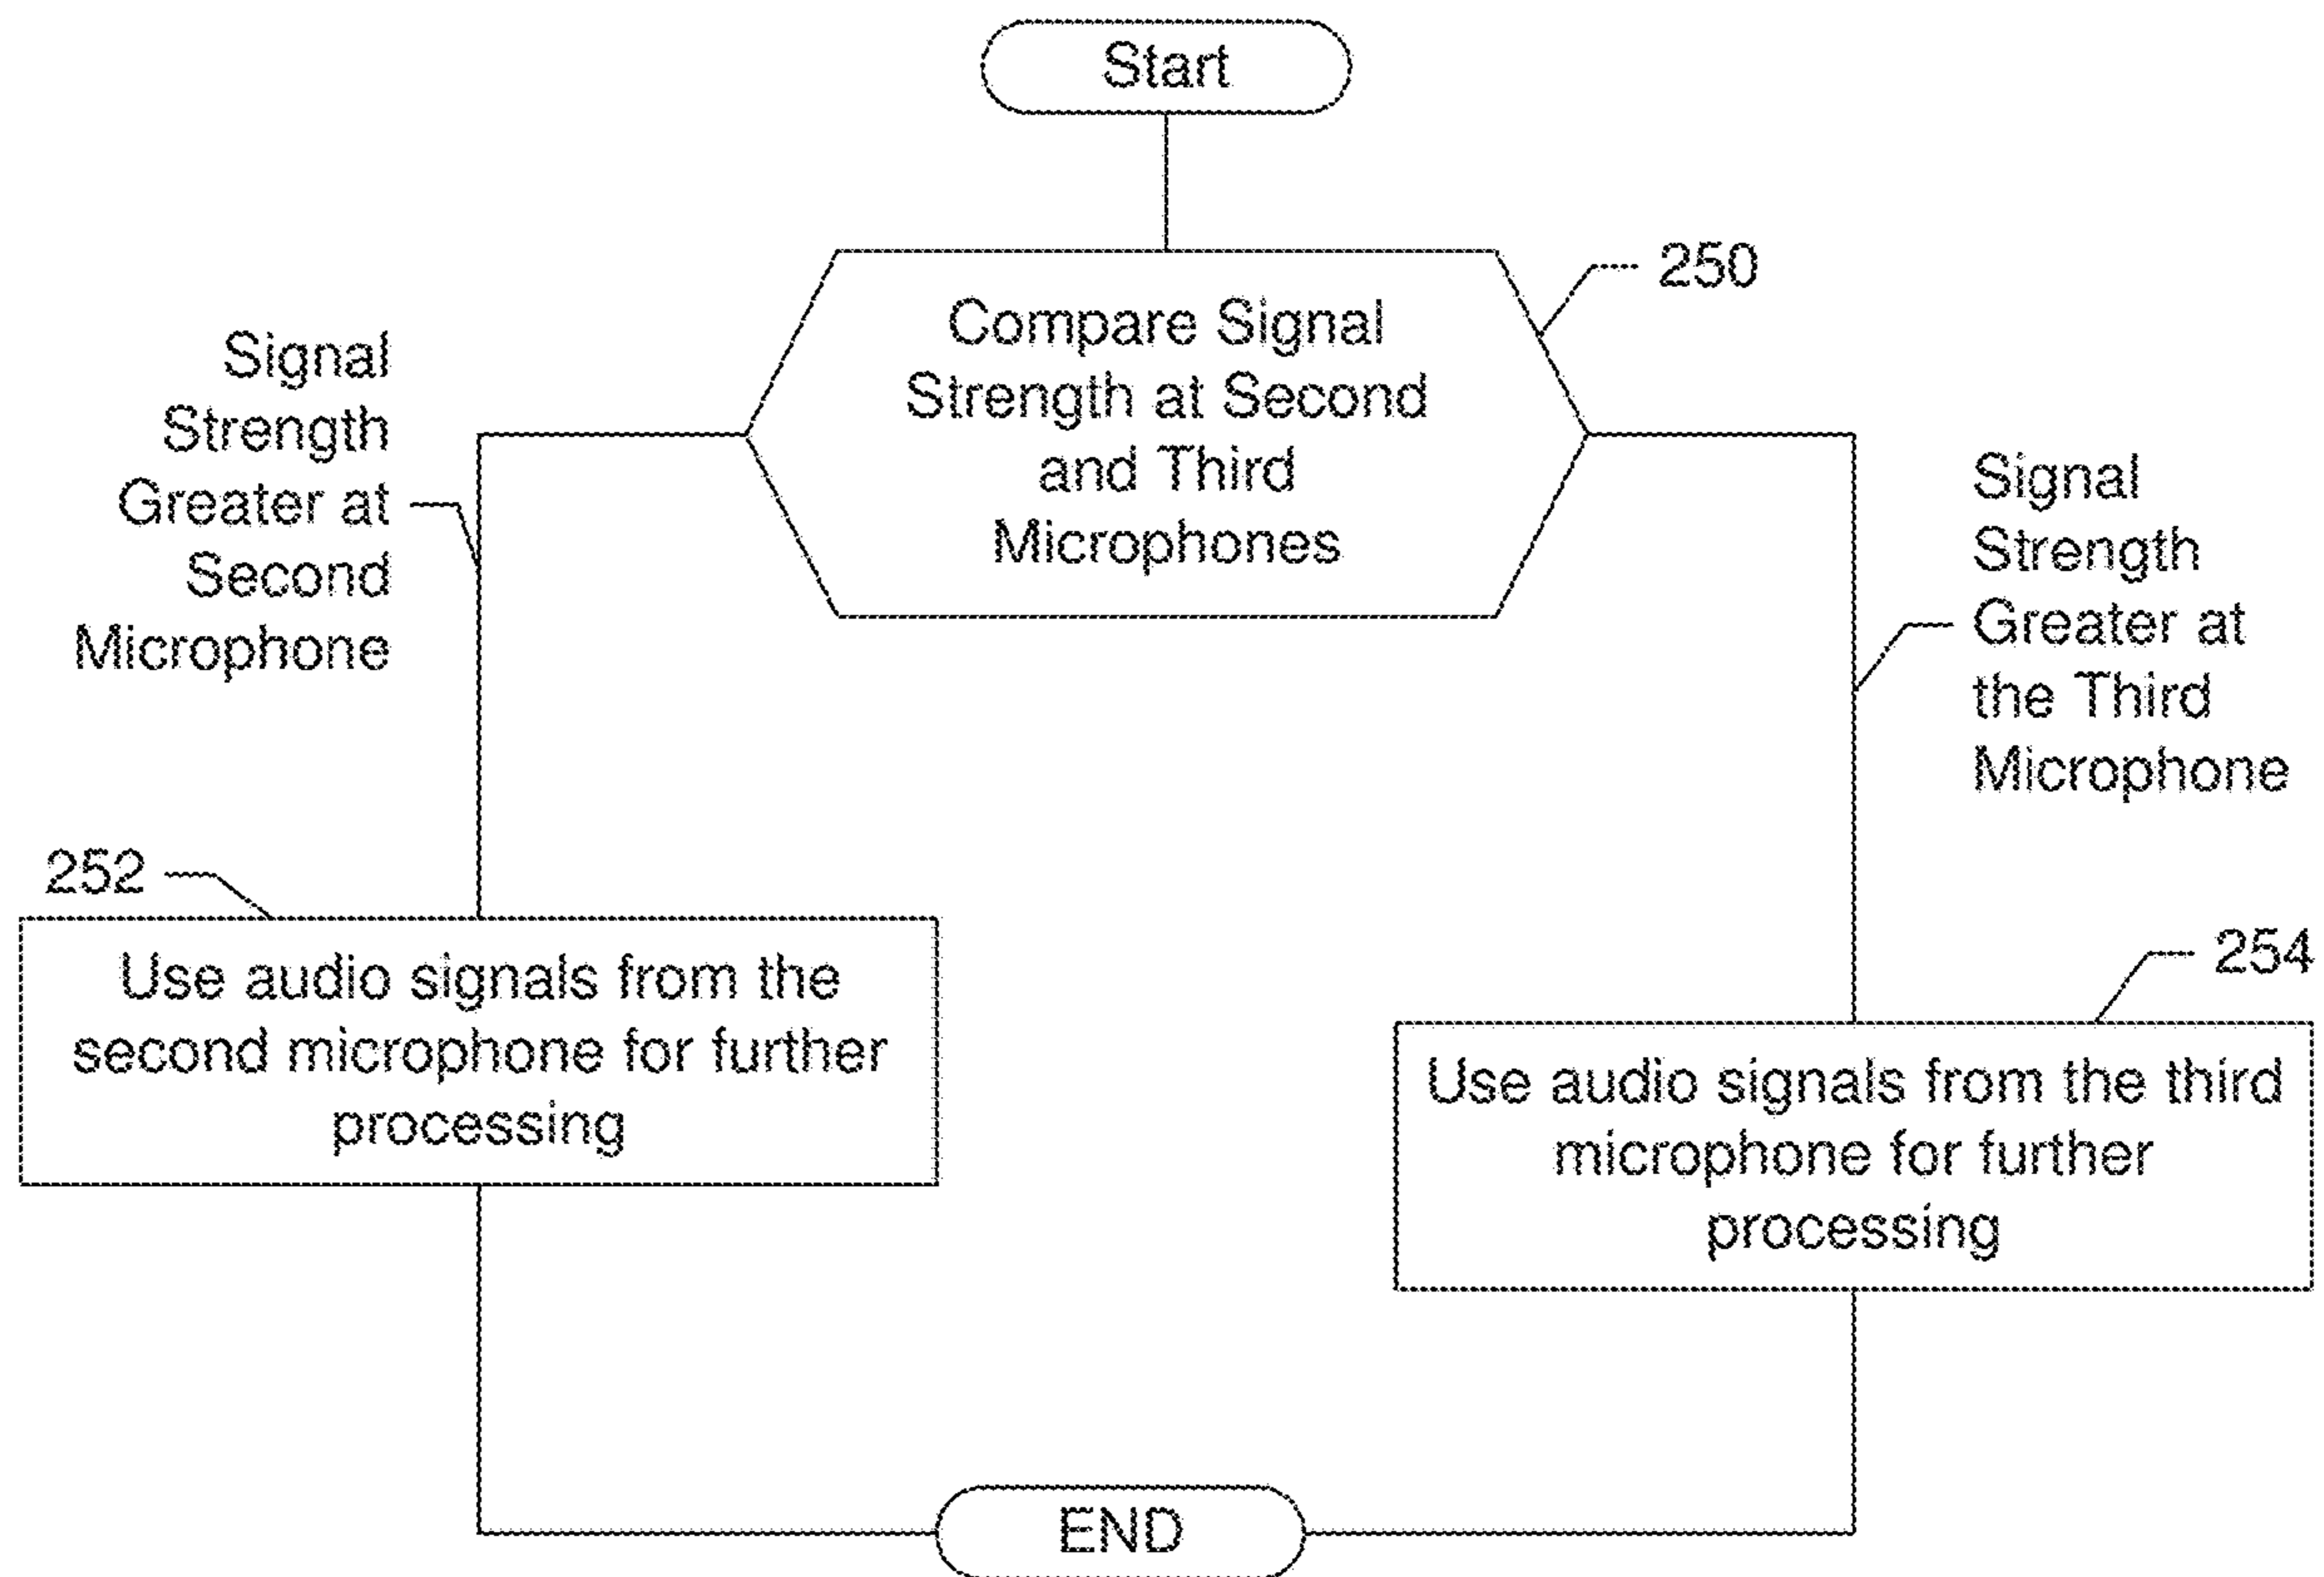 Start
250
Compare Signal
Strength at Second
and Third
Microphones
Signal
Strength
Greater at
Second
Microphone
Signal
Strength
Greater at
the Third
Microphone
252
Use audio signals from the
second microphone for further
processing
254
Use audio signals from the third
microphone for further
processing
END